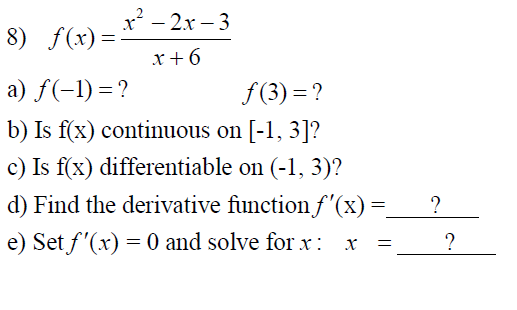 8) f(x) = (x² – 2x – 3)/(x + 6)
a) f(–1) = ? f(3) = ?
b) Is f(x) continuous on [-1, 3]?
c) Is f(x) differentiable on (-1, 3)?
d) Find the derivative function f'(x) = ?
e) Set f'(x) = 0 and solve for x: x = ?